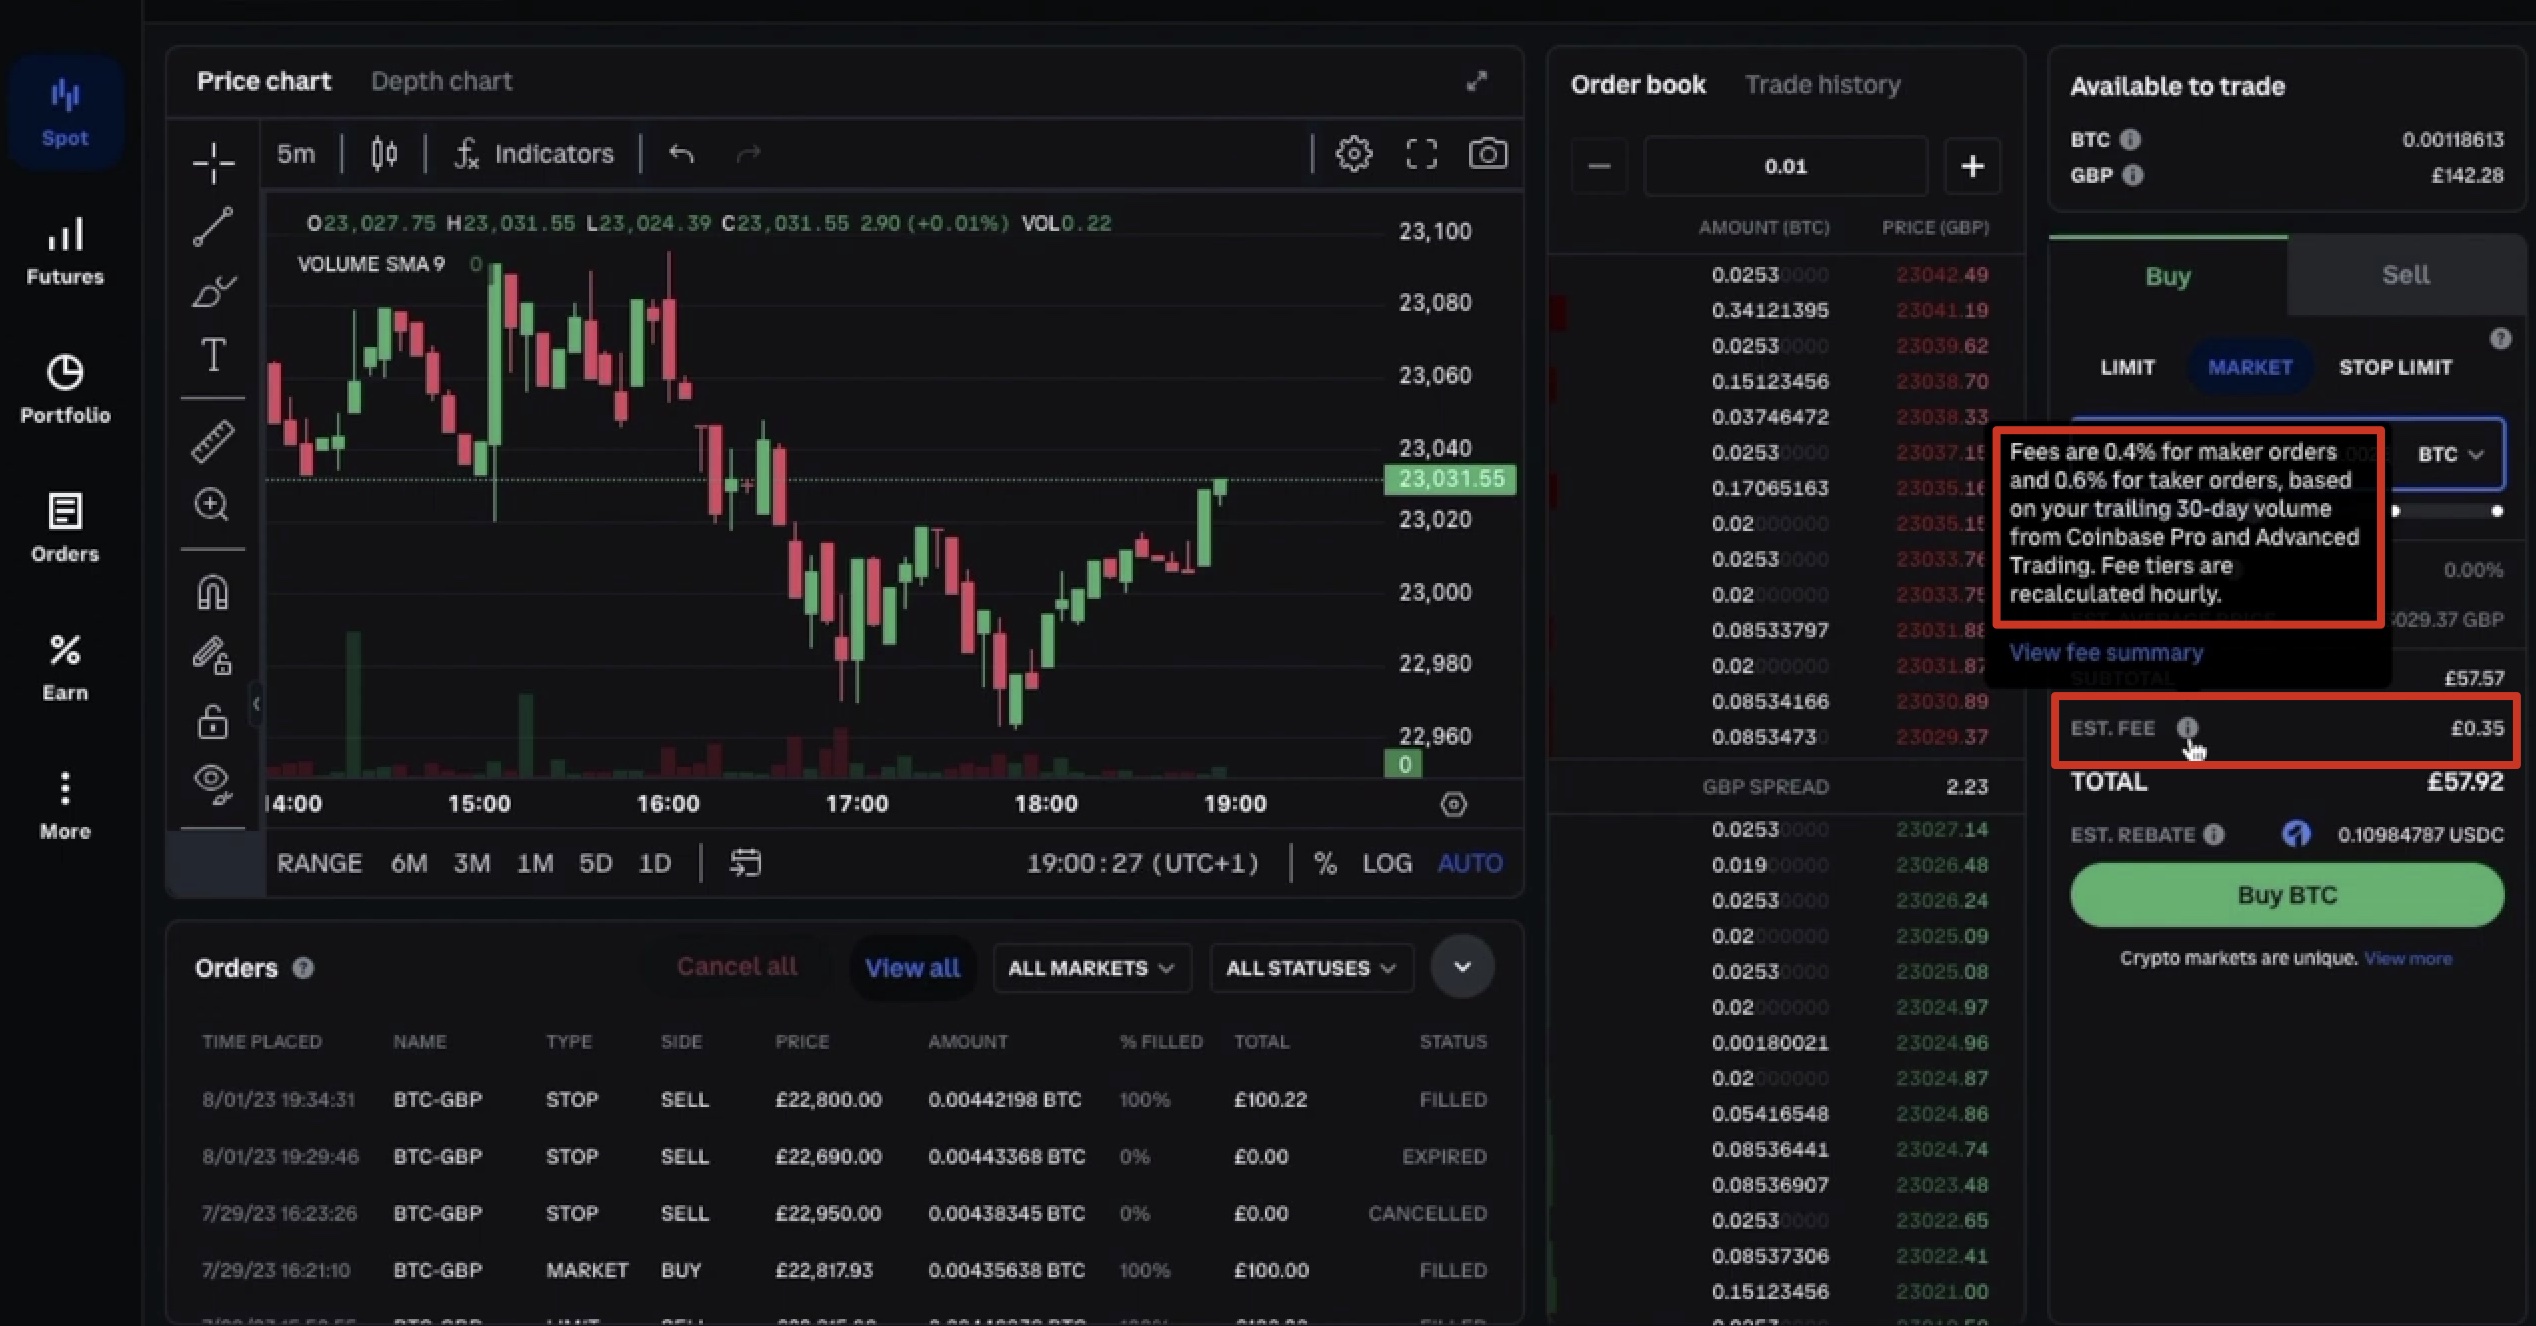 Spot
Futures
Portfolio
Orders
Earn
More
Price chart Depth chart
5m Indicators
O23,027.75 H23,031.55 L23,024.39 C23,031.55 2.90 (+0.01%) VOL0.22
VOLUME SMA 9 0
23,100
23,080
23,060
23,040
23,031.55
23,020
23,000
22,980
22,960
0
14:00 15:00 16:00 17:00 18:00 19:00
RANGE 6M 3M 1M 5D 1D 19:00:27 (UTC+1) % LOG AUTO
Orders Cancel all View all ALL MARKETS ALL STATUSES
TIME PLACED NAME TYPE SIDE PRICE AMOUNT % FILLED TOTAL STATUS
8/01/23 19:34:31 BTC-GBP STOP SELL £22,800.00 0.00442198 BTC 100% £100.22 FILLED
8/01/23 19:29:46 BTC-GBP STOP SELL £22,690.00 0.00443368 BTC 0% £0.00 EXPIRED
7/29/23 16:23:26 BTC-GBP STOP SELL £22,950.00 0.00438345 BTC 0% £0.00 CANCELLED
7/29/23 16:21:10 BTC-GBP MARKET BUY £22,817.93 0.00435638 BTC 100% £100.00 FILLED
Order book Trade history
0.01
AMOUNT (BTC) PRICE (GBP)
0.02530000 23042.49
0.34121395 23041.19
0.02530000 23039.62
0.15123456 23038.70
0.03746472 23038.33
0.02530000 23037.15
0.17065163 23035.16
0.02000000 23035.15
0.02530000 23033.76
0.02000000 23033.75
0.08533797 23031.88
0.02000000 23031.87
0.08534166 23030.89
0.08534730 23029.37
GBP SPREAD 2.23
0.02530000 23027.14
0.01900000 23026.48
0.02530000 23026.24
0.02000000 23025.09
0.02530000 23025.08
0.02000000 23024.97
0.00180021 23024.96
0.02000000 23024.87
0.05416548 23024.86
0.08536441 23024.74
0.08536907 23023.48
0.02530000 23022.65
0.08537306 23022.41
0.15123456 23021.00
Available to trade
BTC 0.00118613
GBP £142.28
Buy Sell
LIMIT MARKET STOP LIMIT
BTC
Fees are 0.4% for maker orders
and 0.6% for taker orders, based
on your trailing 30-day volume
from Coinbase Pro and Advanced
Trading. Fee tiers are
recalculated hourly.
View fee summary
0.00%
029.37 GBP
SUBTOTAL £57.57
EST. FEE £0.35
TOTAL £57.92
EST. REBATE 0.10984787 USDC
Buy BTC
Crypto markets are unique. View more